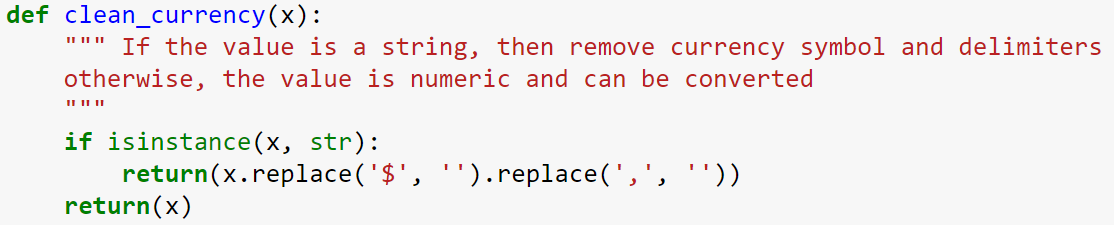 def clean_currency(x):
    """ If the value is a string, then remove currency symbol and delimiters
    otherwise, the value is numeric and can be converted
    """
    if isinstance(x, str):
        return(x.replace('$', '').replace(',', ''))
    return(x)